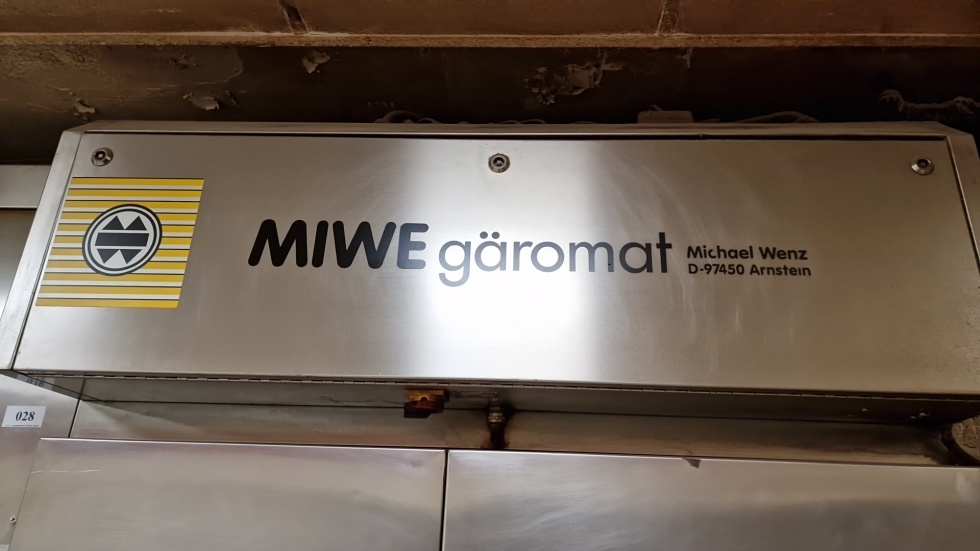 MIWE gäromat
Michael Wenz
D-97450 Arnstein
028